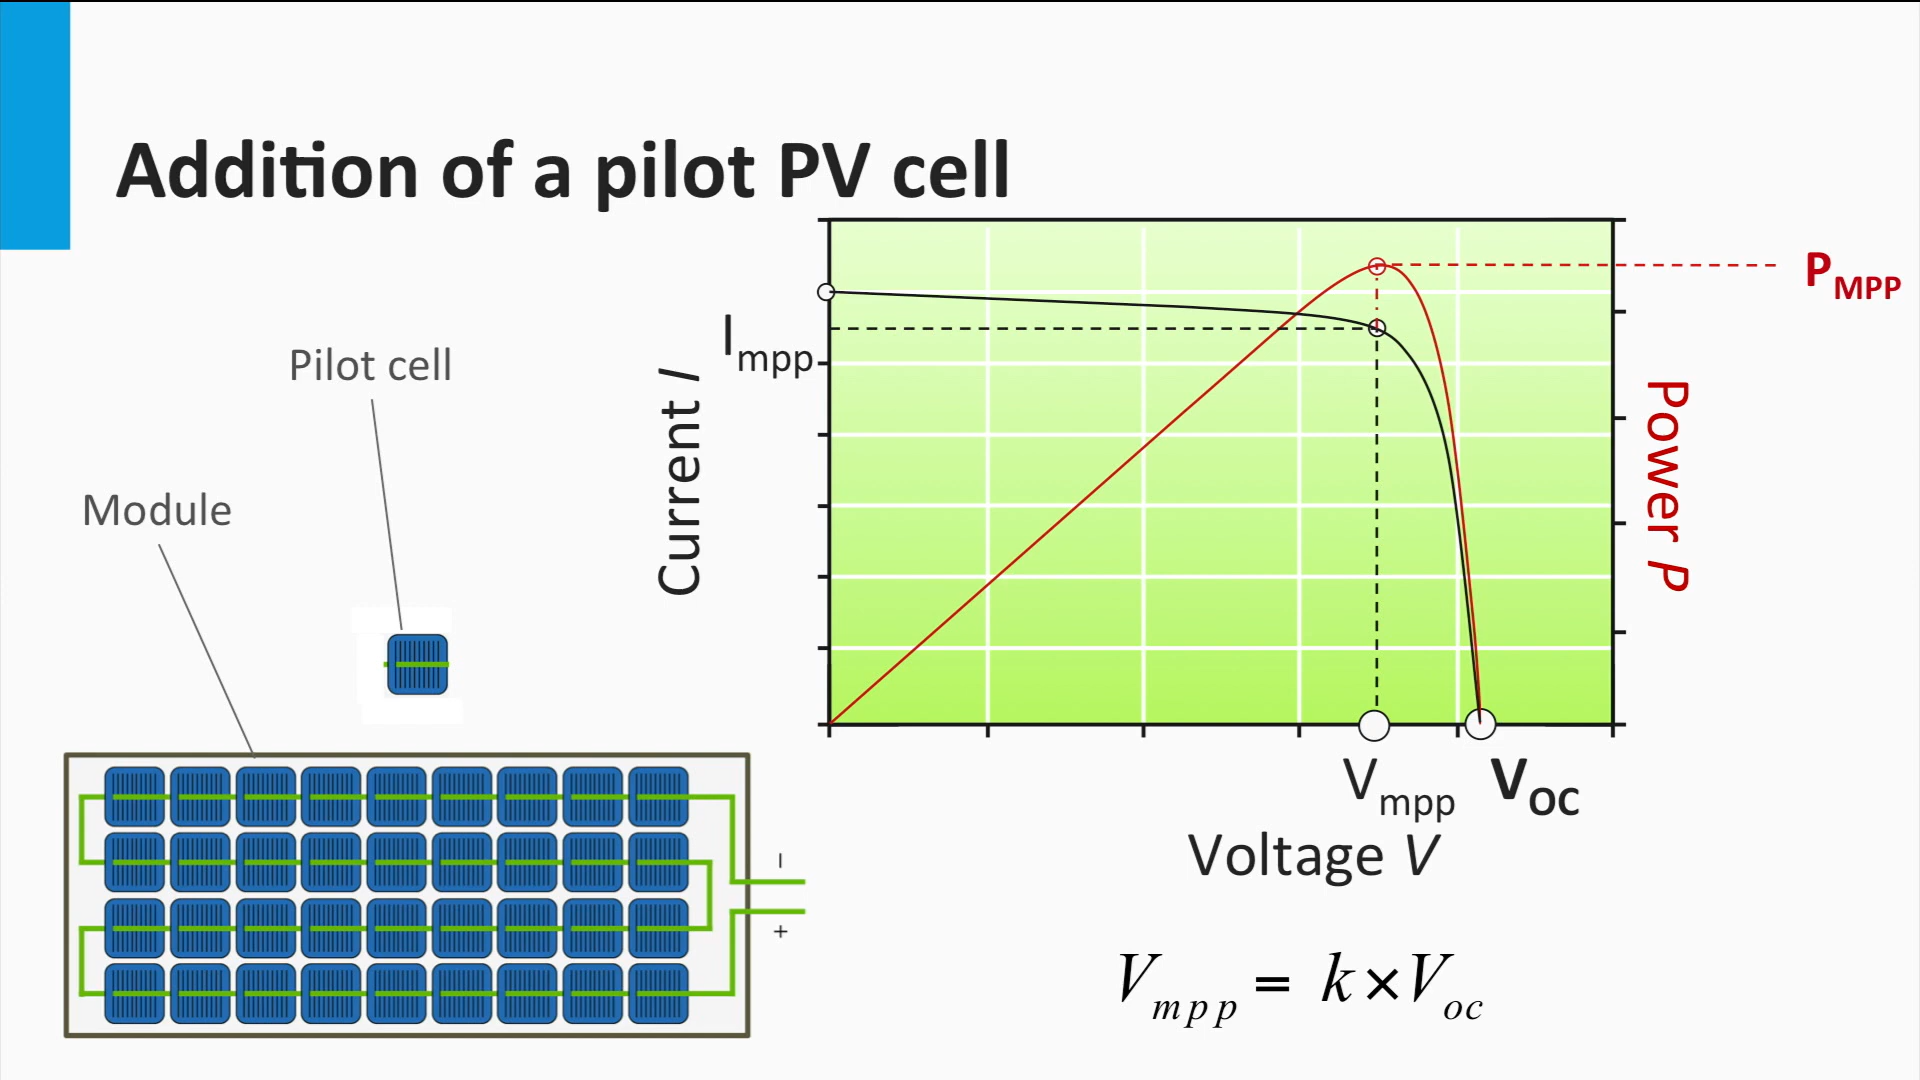 Addition of a pilot PV cell
Pilot cell
Module
−
+
Current I
I_mpp
P_MPP
Power P
V_mpp
V_OC
Voltage V
V_mpp = k × V_oc